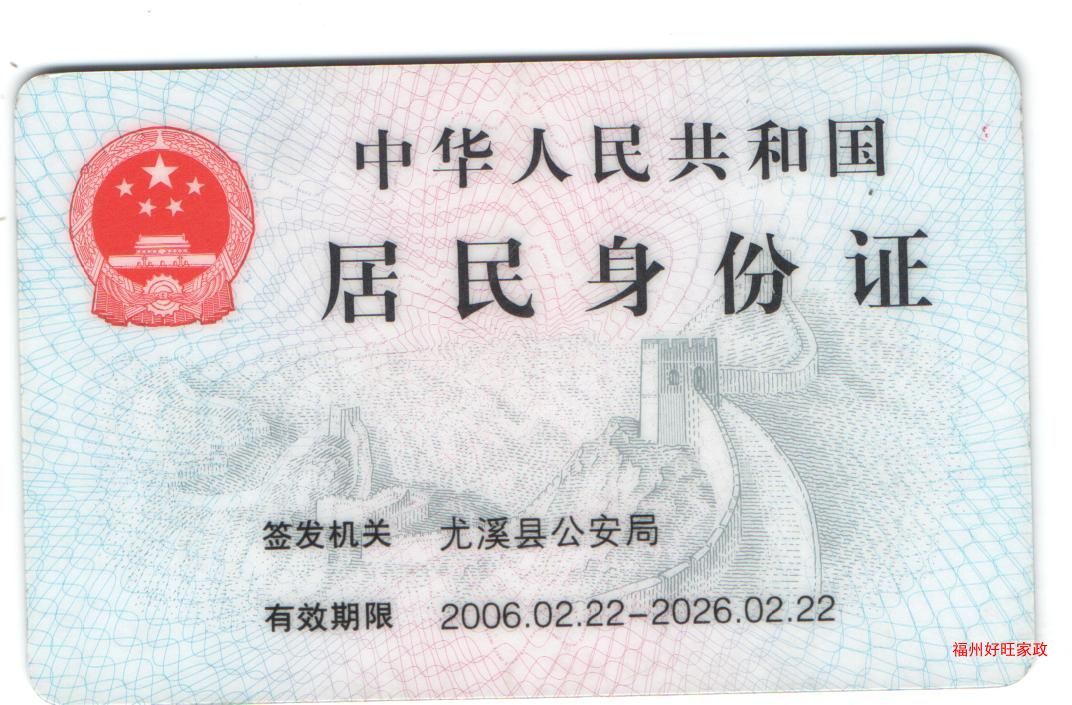 中华人民共和国
居民身份证
签发机关 尤溪县公安局
有效期限 2006.02.22-2026.02.22
福州好旺家政